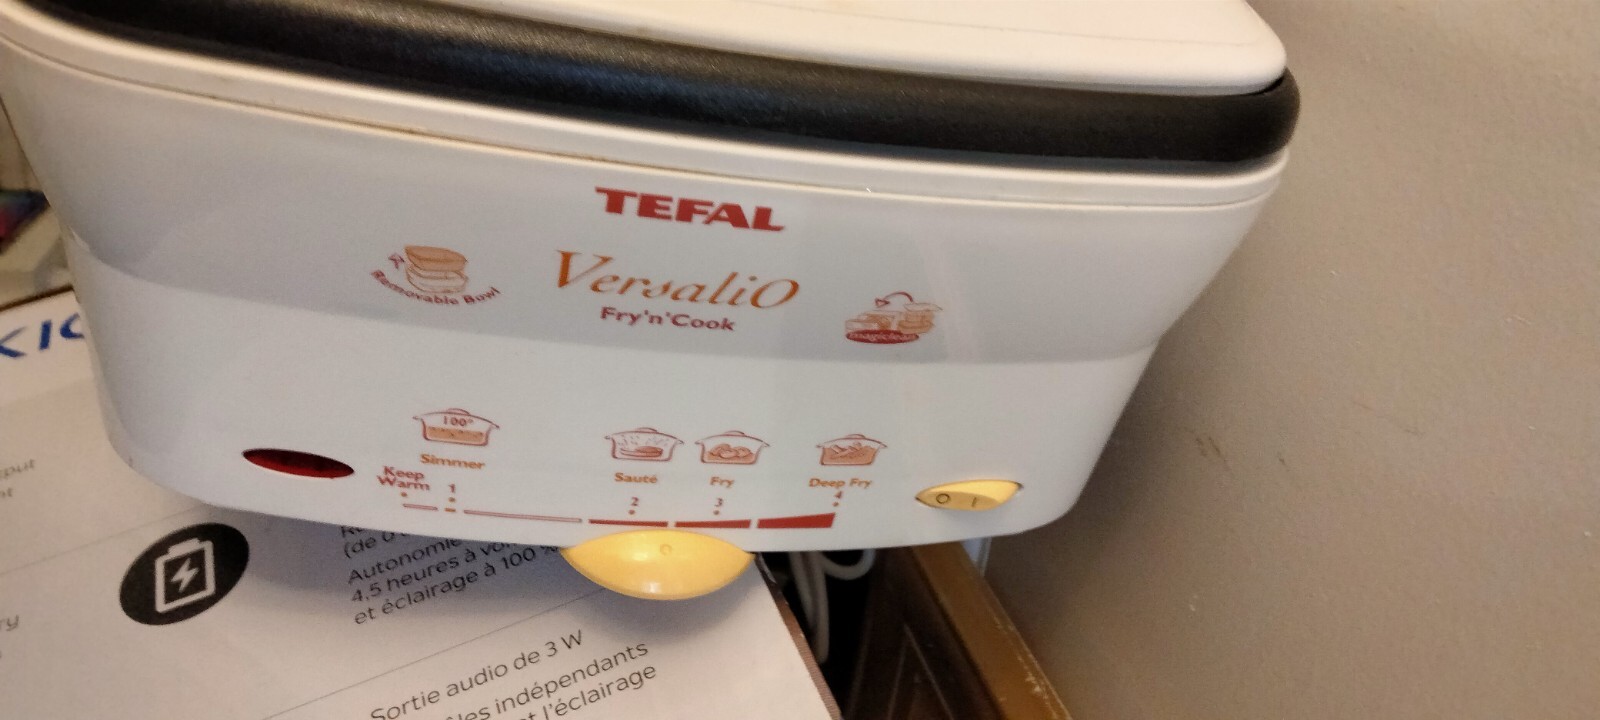 TEFAL
VersaliO
Fry'n'Cook
Removable Bowl
magiclean
100°
Simmer
Keep
Warm
1
Sauté
2
Fry
3
Deep Fry
4
O I
(de 0
Autonomie
4,5 heures à
et éclairage à 100 %
Sortie audio de 3 W
indépendants
l'éclairage